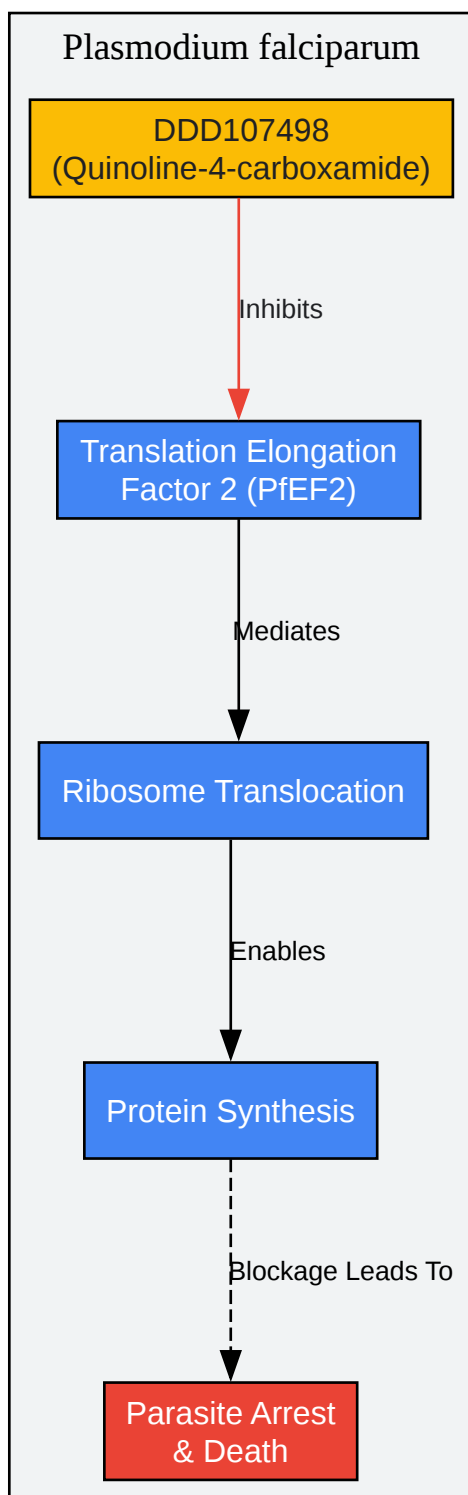 Plasmodium falciparum
DDD107498
(Quinoline-4-carboxamide)
Inhibits
Translation Elongation
Factor 2 (PfEF2)
Mediates
Ribosome Translocation
Enables
Protein Synthesis
Blockage Leads To
Parasite Arrest
& Death